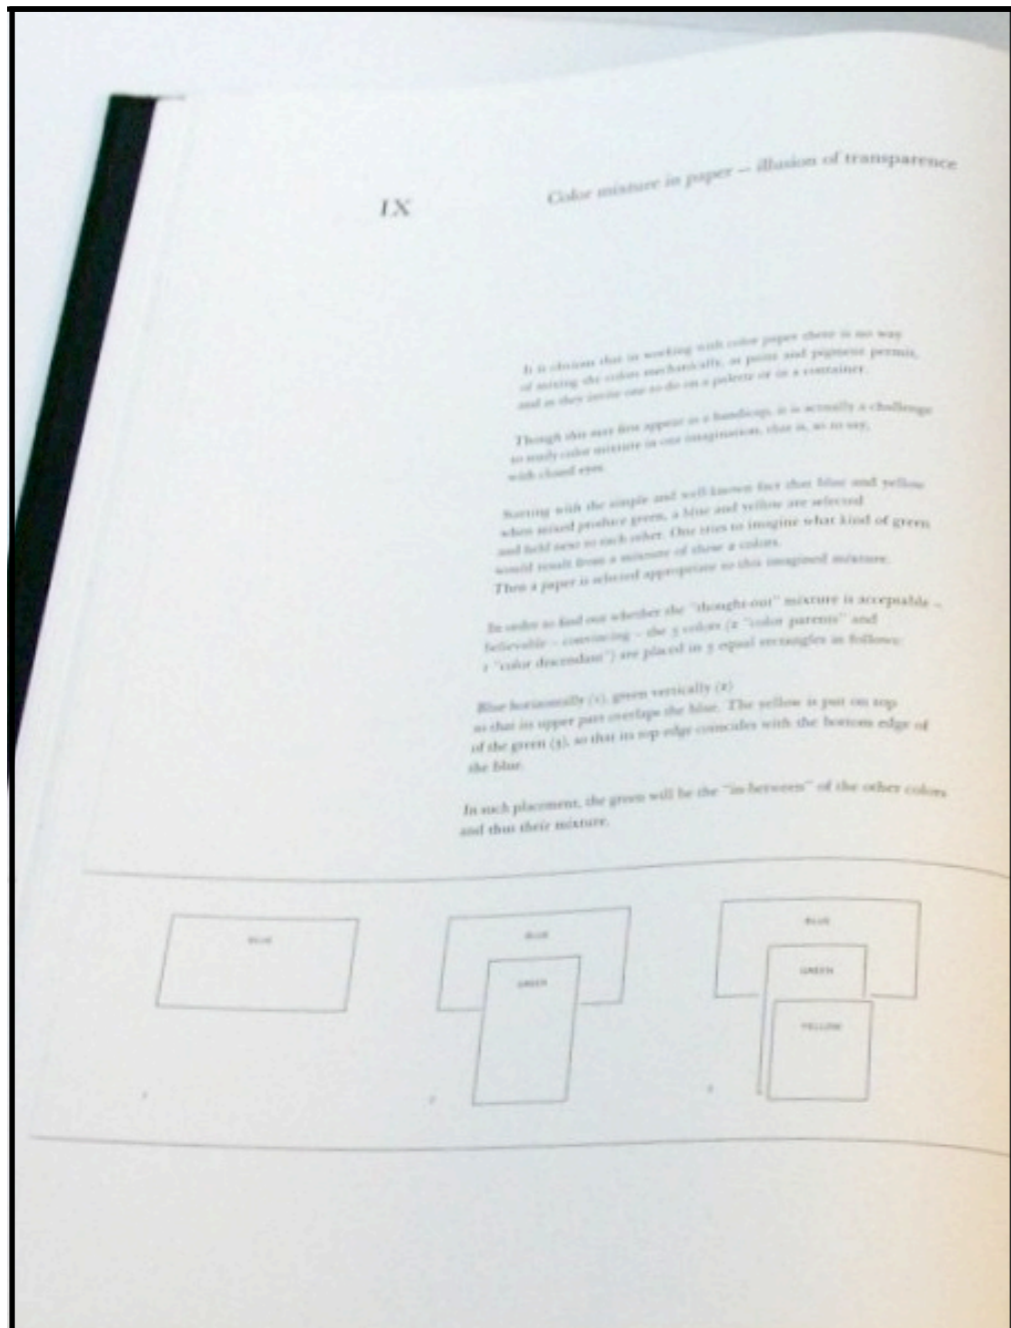 IX
Color mixture in paper – illusion of transparence
It is obvious that in working with color paper there is no way
of mixing the colors mechanically, as paint and pigment permit,
and as they invite one to do on a palette or in a container.
Though this may first appear as a handicap, it is actually a challenge
to study color mixture in our imagination, that is, so to say,
with closed eyes.
Starting with the simple and well-known fact that blue and yellow
when mixed produce green, a blue and yellow are selected
and held next to each other. One tries to imagine what kind of green
would result from a mixture of these 2 colors.
Then a paper is selected appropriate to this imagined mixture.
In order to find out whether the "thought-out" mixture is acceptable –
believable – convincing – the 3 colors (2 "color parents" and
1 "color descendant") are placed in 3 equal rectangles as follows:
Blue horizontally (1), green vertically (2)
so that its upper part overlaps the blue. The yellow is put on top
of the green (3), so that its top edge coincides with the bottom edge of
the blue.
In such placement, the green will be the "in-between" of the other colors
and thus their mixture.
BLUE
BLUE
GREEN
BLUE
GREEN
YELLOW